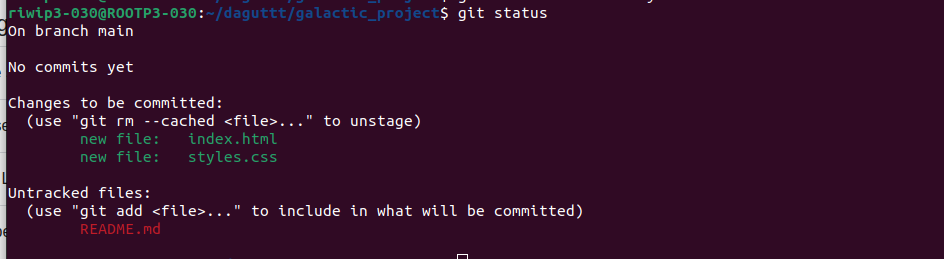 riwip3-030@ROOTP3-030:~/daguttt/galactic_project$ git status
On branch main
No commits yet
Changes to be committed:
(use "git rm --cached <file>..." to unstage)
new file: index.html
new file: styles.css
Untracked files:
(use "git add <file>..." to include in what will be committed)
README.md